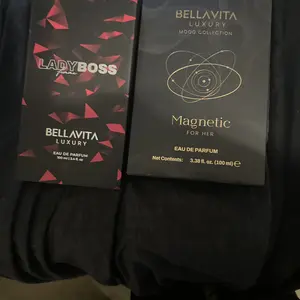 LADYBOSS
BELLAVITA
LUXURY
EAU DE PARFUM
BELLAVITA
LUXURY
MOOD COLLECTION
Magnetic
FOR HER
EAU DE PARFUM
Net Contents: 3.38 fl. oz. (100 ml) ℮